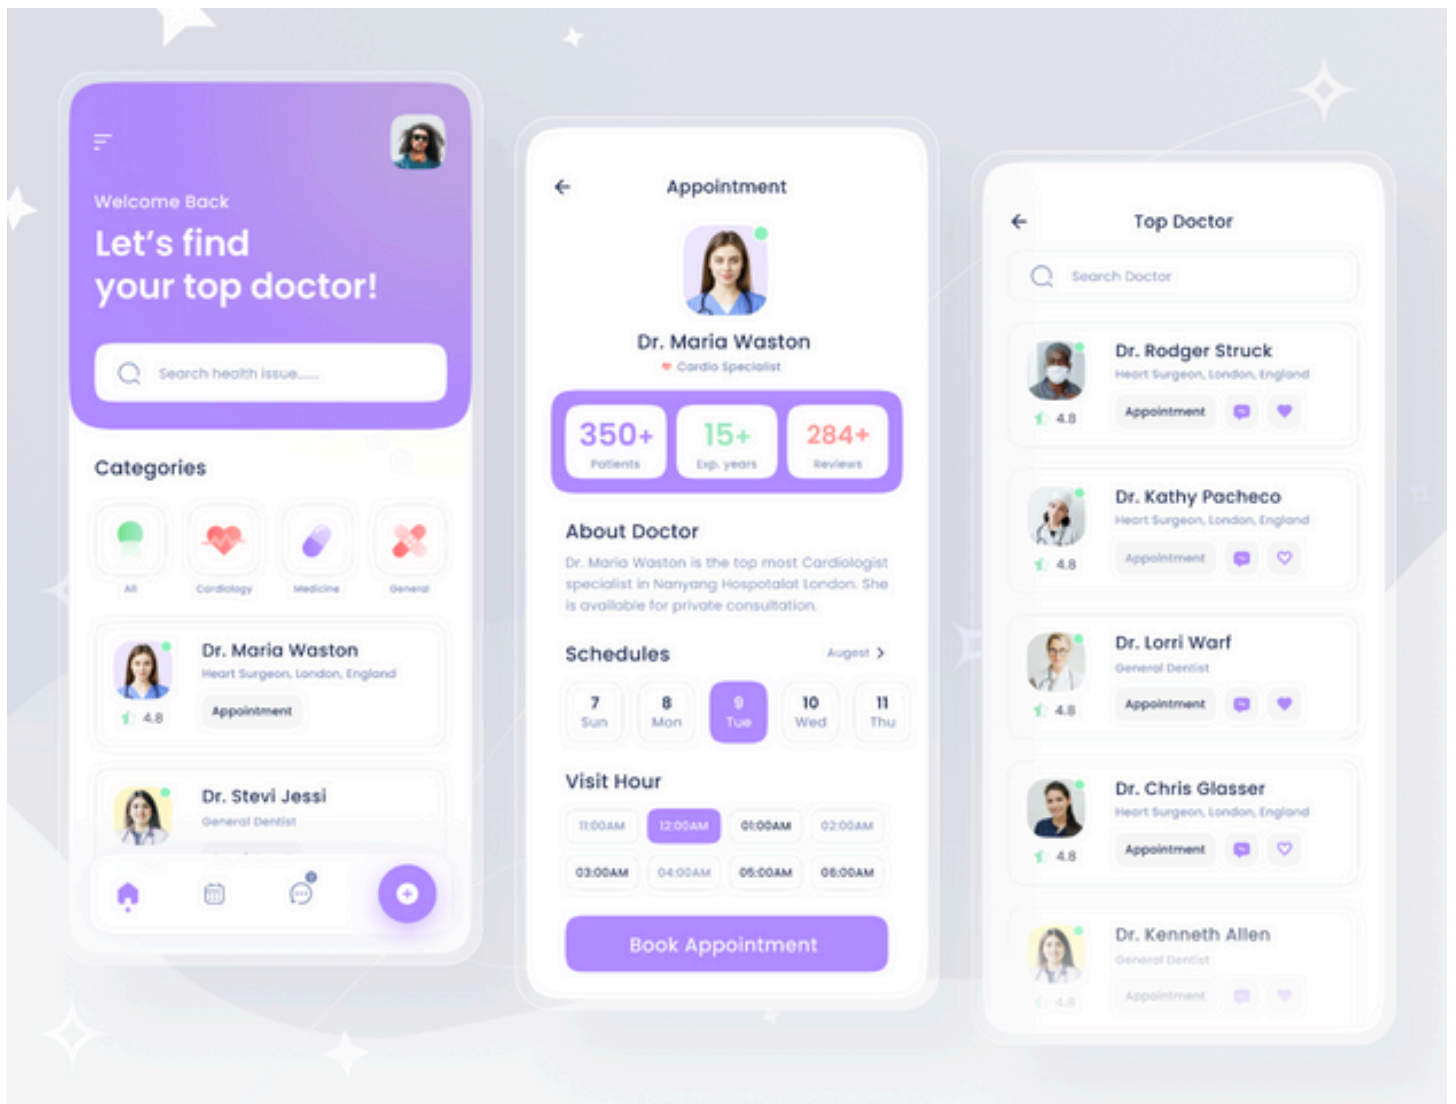 Welcome Back
Let's find
your top doctor!
Search health issue......
Categories
All
Cardiology
Medicine
General
Dr. Maria Waston
Heart Surgeon, London, England
4.8
Appointment
Dr. Stevi Jessi
General Dentist
Appointment
Dr. Maria Waston
Cardio Specialist
350+
Patients
15+
Exp. years
284+
Reviews
About Doctor
Dr. Maria Waston is the top most Cardiologist
specialist in Nanyang Hospotalat London. She
is available for private consultation.
Schedules
Augest
7 8 9 10 11
Sun Mon Tue Wed Thu
Visit Hour
11:00AM 12:00AM 01:00AM 02:00AM
03:00AM 04:00AM 05:00AM 06:00AM
Book Appointment
Top Doctor
Search Doctor
Dr. Rodger Struck
Heart Surgeon, London, England
4.8
Appointment
Dr. Kathy Pacheco
Heart Surgeon, London, England
4.8
Appointment
Dr. Lorri Warf
General Dentist
4.8
Appointment
Dr. Chris Glasser
Heart Surgeon, London, England
4.8
Appointment
Dr. Kenneth Allen
General Dentist
4.8
Appointment